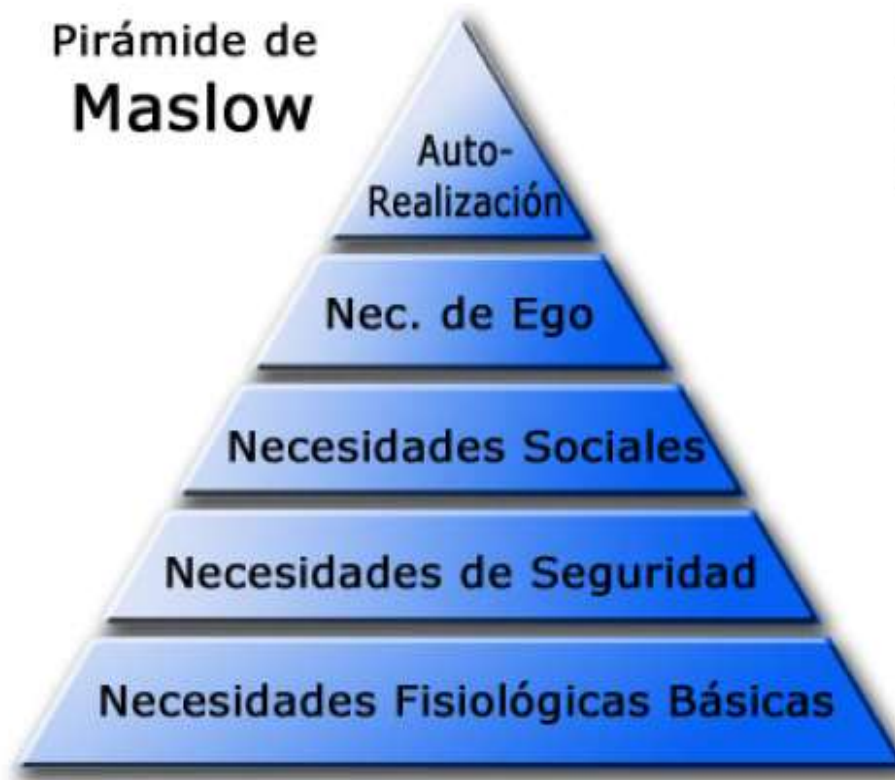 Pirámide de
Maslow
Auto-
Realización
Nec. de Ego
Necesidades Sociales
Necesidades de Seguridad
Necesidades Fisiológicas Básicas